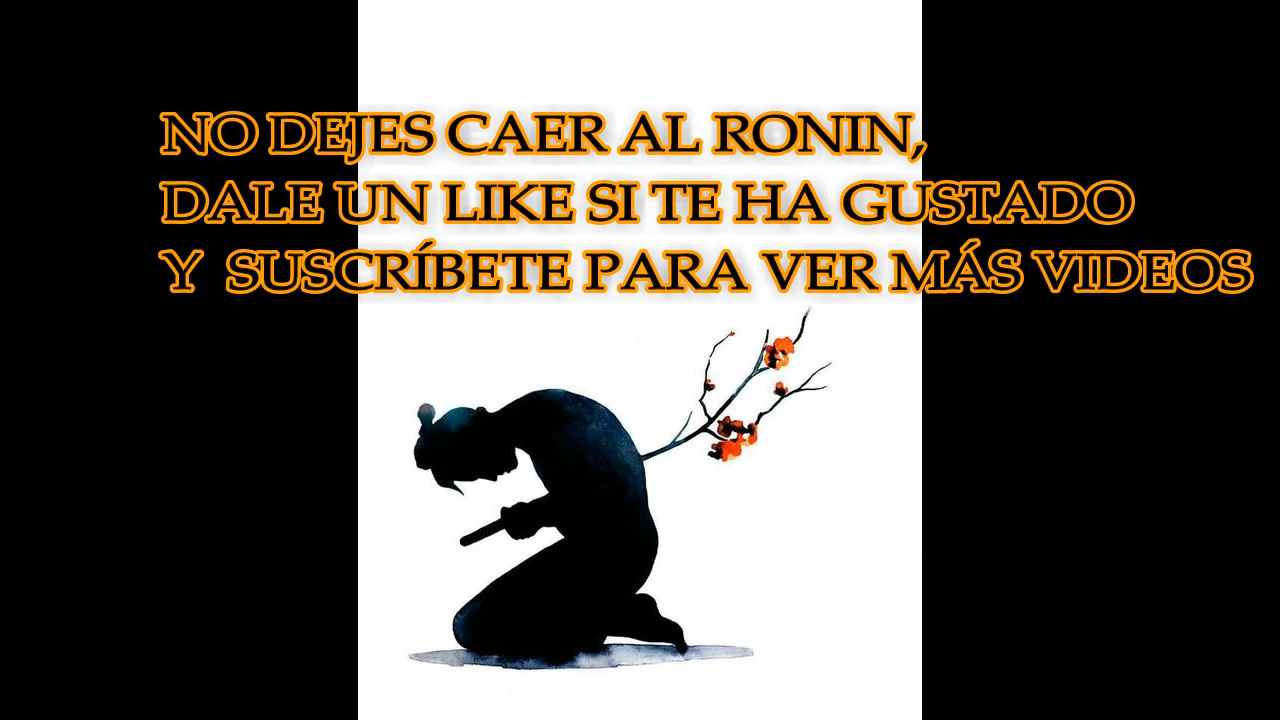 NO DEJES CAER AL RONIN,
DALE UN LIKE SI TE HA GUSTADO
Y SUSCRÍBETE PARA VER MÁS VIDEOS